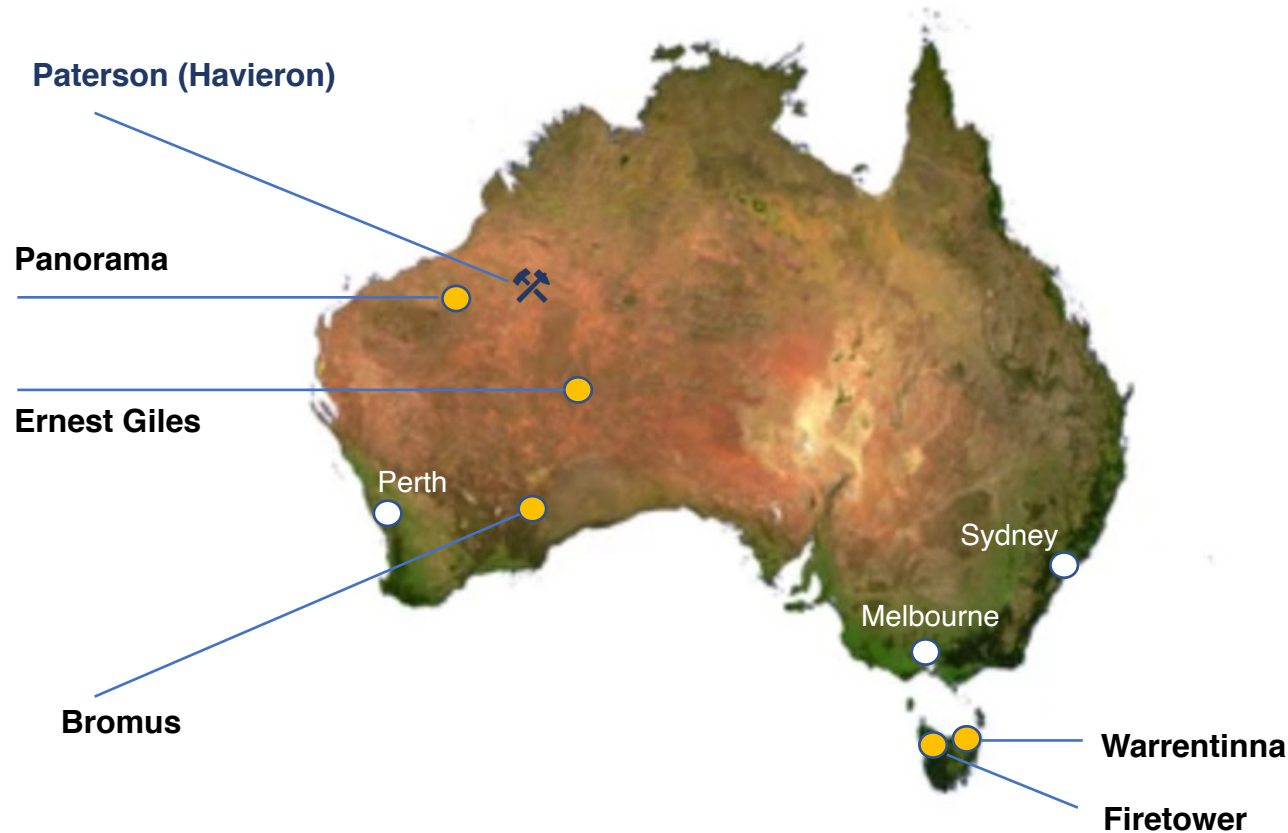 Paterson (Havieron)
Panorama
Ernest Giles
Perth
Sydney
Melbourne
Bromus
Warrentinna
Firetower